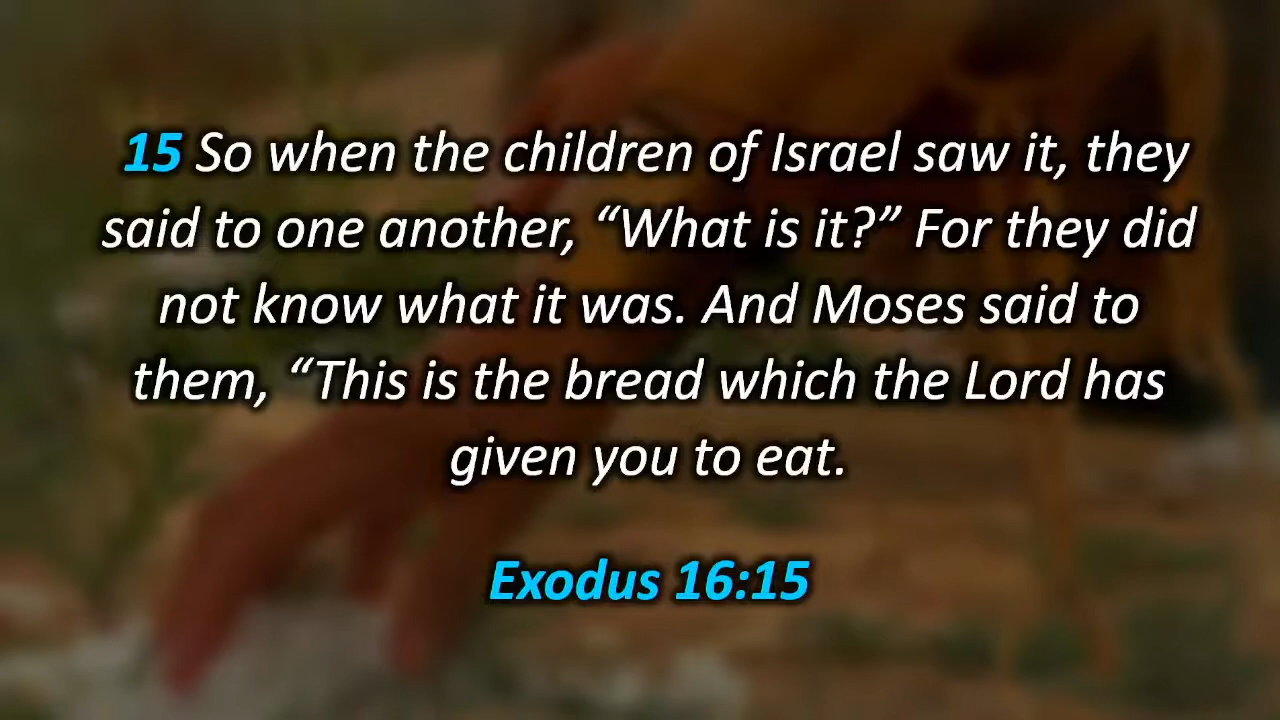 15 So when the children of Israel saw it, they
said to one another, “What is it?” For they did
not know what it was. And Moses said to
them, “This is the bread which the Lord has
given you to eat.
Exodus 16:15